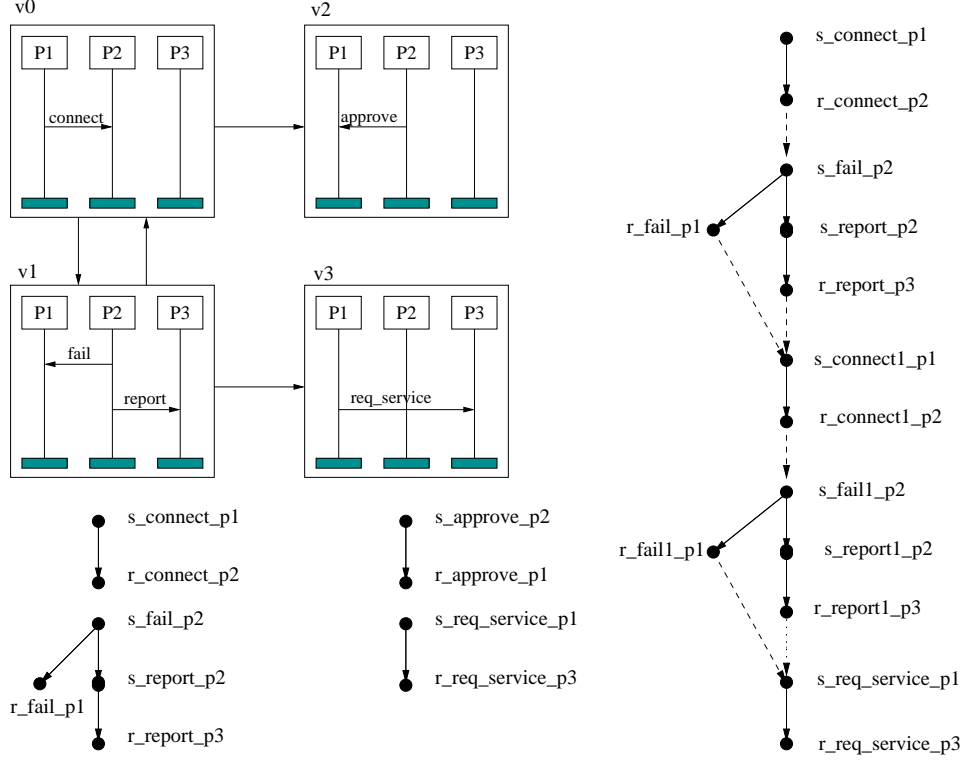 v0
P1 P2 P3
connect
v2
P1 P2 P3
approve
v1
P1 P2 P3
fail
report
v3
P1 P2 P3
req_service
s_connect_p1
r_connect_p2
s_fail_p2
s_report_p2
r_fail_p1
r_report_p3
s_approve_p2
r_approve_p1
s_req_service_p1
r_req_service_p3
s_connect_p1
r_connect_p2
s_fail_p2
r_fail_p1
s_report_p2
r_report_p3
s_connect1_p1
r_connect1_p2
s_fail1_p2
r_fail1_p1
s_report1_p2
r_report1_p3
s_req_service_p1
r_req_service_p3